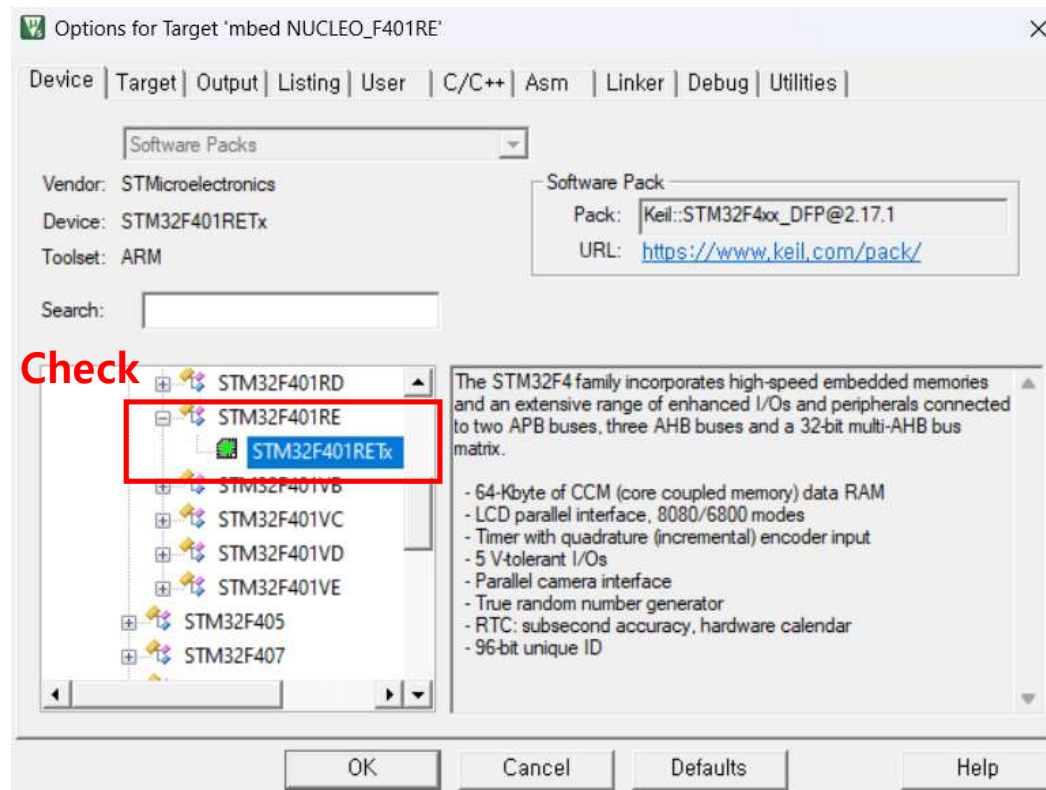 Options for Target 'mbed NUCLEO_F401RE'
Device Target Output Listing User C/C++ Asm Linker Debug Utilities
Software Packs
Vendor: STMicroelectronics
Device: STM32F401RETx
Toolset: ARM
Search:
Software Pack
Pack: Keil::STM32F4xx_DFP@2.17.1
URL: https://www.keil.com/pack/
Check
STM32F401RD
STM32F401RE
STM32F401RETx
STM32F401VB
STM32F401VC
STM32F401VD
STM32F401VE
STM32F405
STM32F407
The STM32F4 family incorporates high-speed embedded memories
and an extensive range of enhanced I/Os and peripherals connected
to two APB buses, three AHB buses and a 32-bit multi-AHB bus
matrix.
- 64-Kbyte of CCM (core coupled memory) data RAM
- LCD parallel interface, 8080/6800 modes
- Timer with quadrature (incremental) encoder input
- 5 V-tolerant I/Os
- Parallel camera interface
- True random number generator
- RTC: subsecond accuracy, hardware calendar
- 96-bit unique ID
OK Cancel Defaults Help